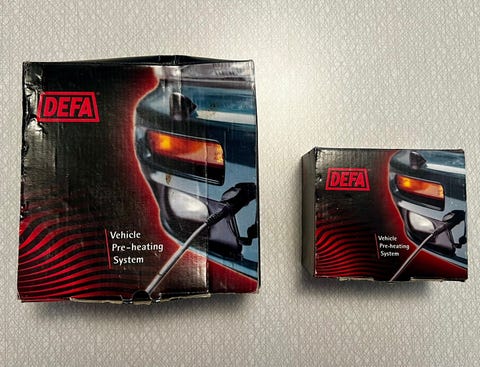 DEFA
Vehicle
Pre-heating
System
DEFA
Vehicle
Pre-heating
System